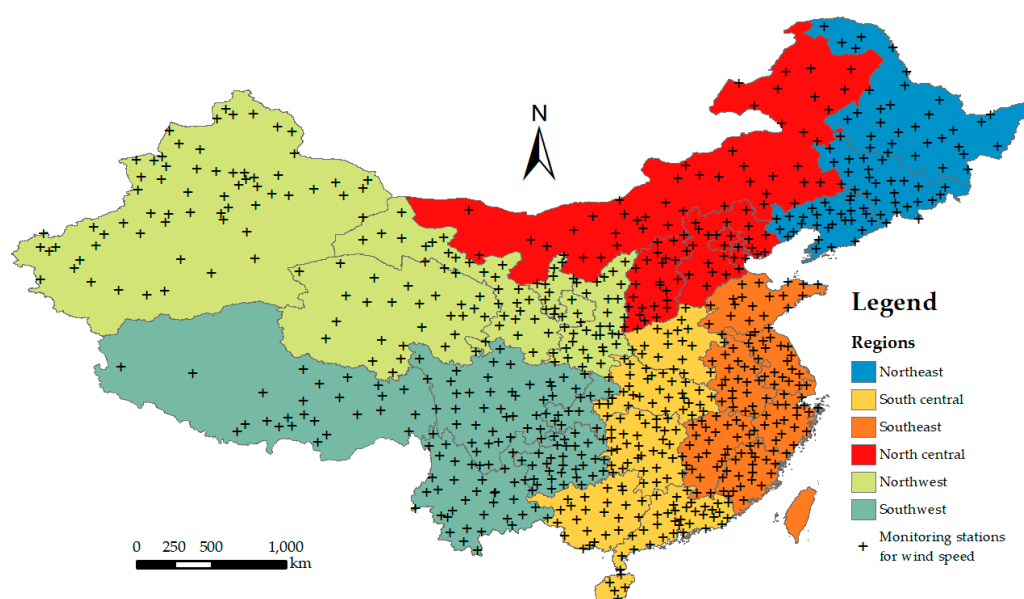 N
Legend
Regions
Northeast
South central
Southeast
North central
Northwest
Southwest
Monitoring stations
for wind speed
0 250 500 1,000
km